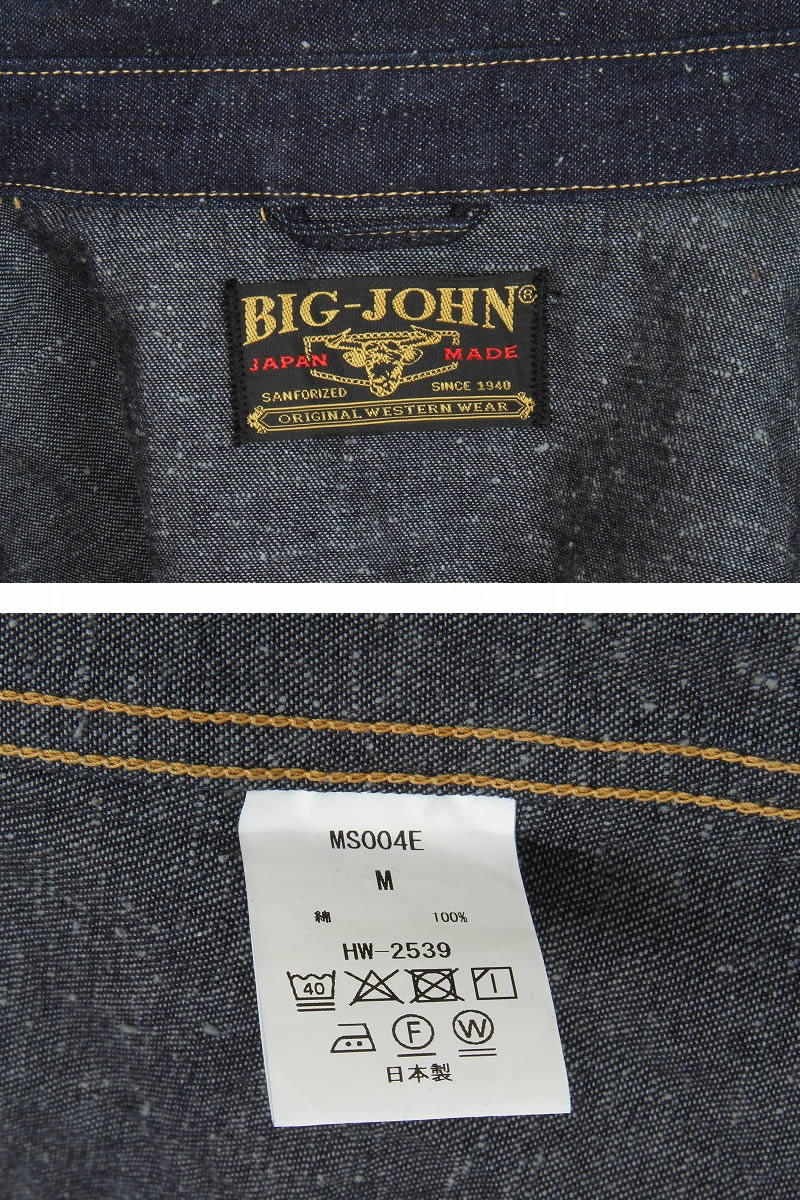 BIG-JOHN®
JAPAN MADE
SANFORIZED SINCE 1940
ORIGINAL WESTERN WEAR
MS004E
M
綿 100%
HW-2539
40
F W
日本製